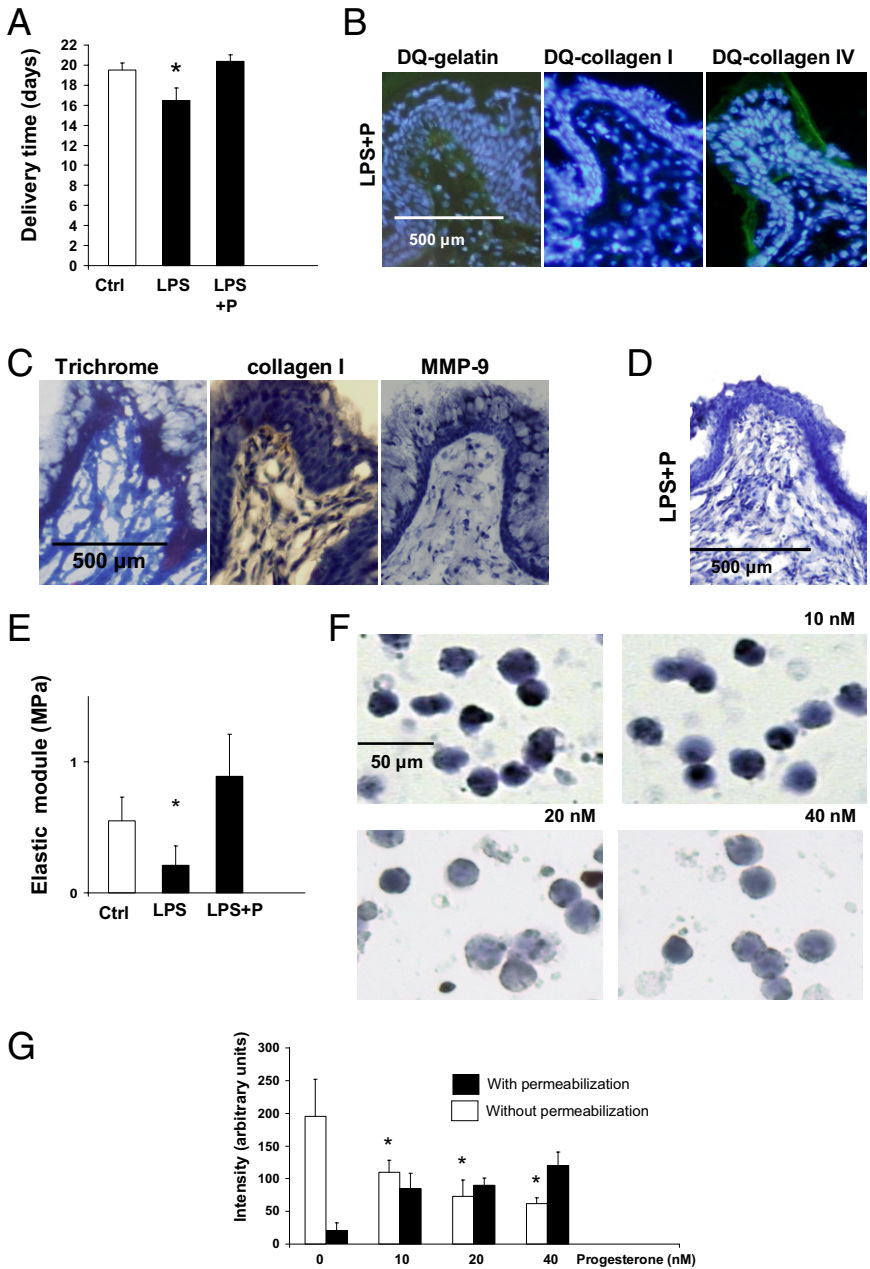 A
Delivery time (days)
22
20
18
16
14
12
10
8
6
4
2
0
*
Ctrl LPS LPS
+P
B
DQ-gelatin DQ-collagen I DQ-collagen IV
LPS+P
500 µm
C
Trichrome collagen I MMP-9
500 µm
D
LPS+P
500 µm
E
Elastic module (MPa)
1
0
*
Ctrl LPS LPS+P
F
10 nM
50 µm
20 nM 40 nM
G
Intensity (arbitrary units)
300
250
200
150
100
50
0
With permeabilization
Without permeabilization
* * *
0 10 20 40 Progesterone (nM)